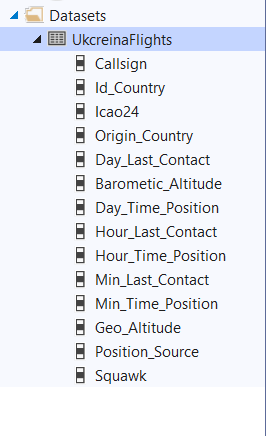 Datasets
UkcreinaFlights
Callsign
Id_Country
Icao24
Origin_Country
Day_Last_Contact
Barometic_Altitude
Day_Time_Position
Hour_Last_Contact
Hour_Time_Position
Min_Last_Contact
Min_Time_Position
Geo_Altitude
Position_Source
Squawk